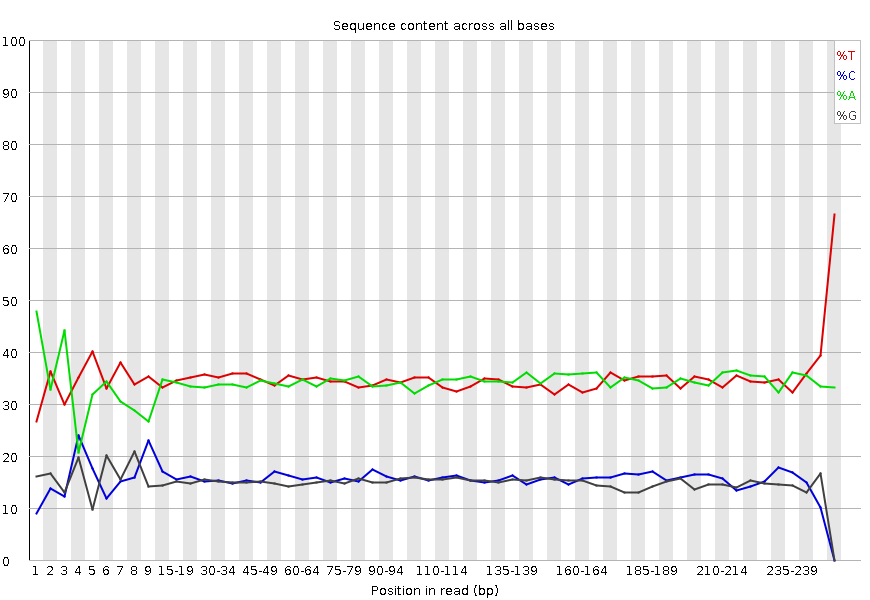 Sequence content across all bases
100
90
80
70
60
50
40
30
20
10
0
%T
%C
%A
%G
1 2 3 4 5 6 7 8 9 15-19 30-34 45-49 60-64 75-79 90-94 110-114 135-139 160-164 185-189 210-214 235-239
Position in read (bp)